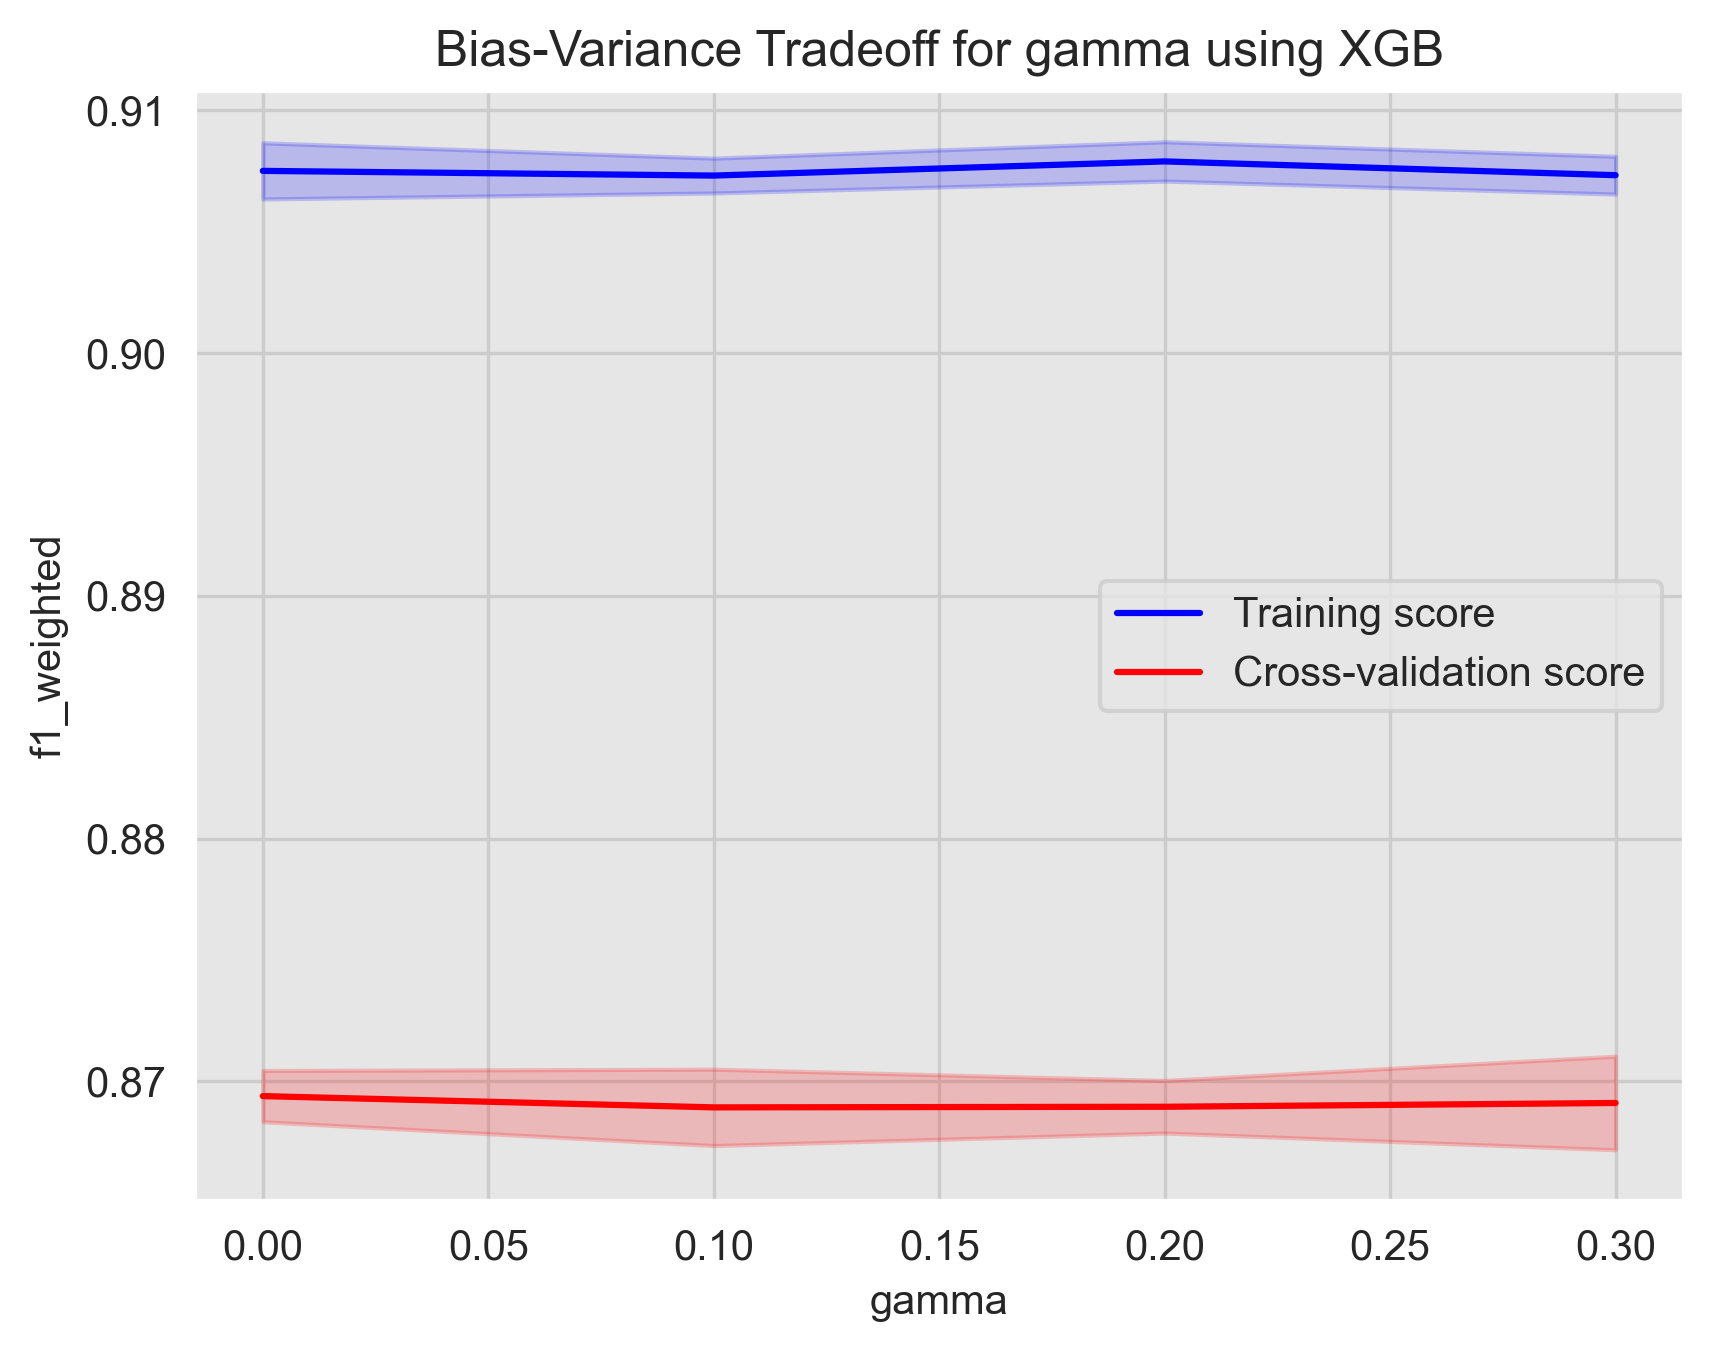 Bias-Variance Tradeoff for gamma using XGB
0.91
0.90
0.89
0.88
0.87
f1_weighted
Training score
Cross-validation score
0.00 0.05 0.10 0.15 0.20 0.25 0.30
gamma